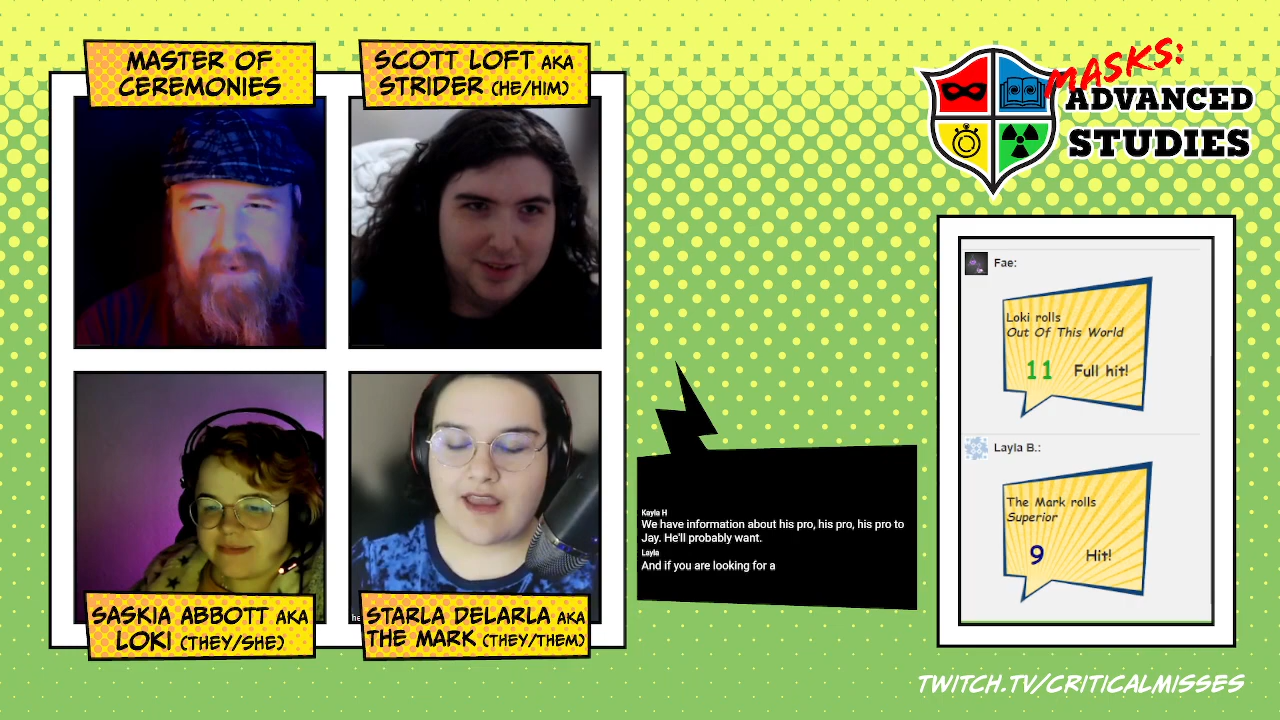 MASTER OF
CEREMONIES
SCOTT LOFT AKA
STRIDER (HE/HIM)
MASKS:
ADVANCED
STUDIES
Fae:
Loki rolls
Out Of This World
11 Full hit!
Layla B.:
The Mark rolls
Superior
9 Hit!
Kayla H
We have information about his pro, his pro, his pro to
Jay. He'll probably want.
Layla
And if you are looking for a
he
SASKIA ABBOTT AKA
LOKI (THEY/SHE)
STARLA DELARLA AKA
THE MARK (THEY/THEM)
TWITCH.TV/CRITICALMISSES